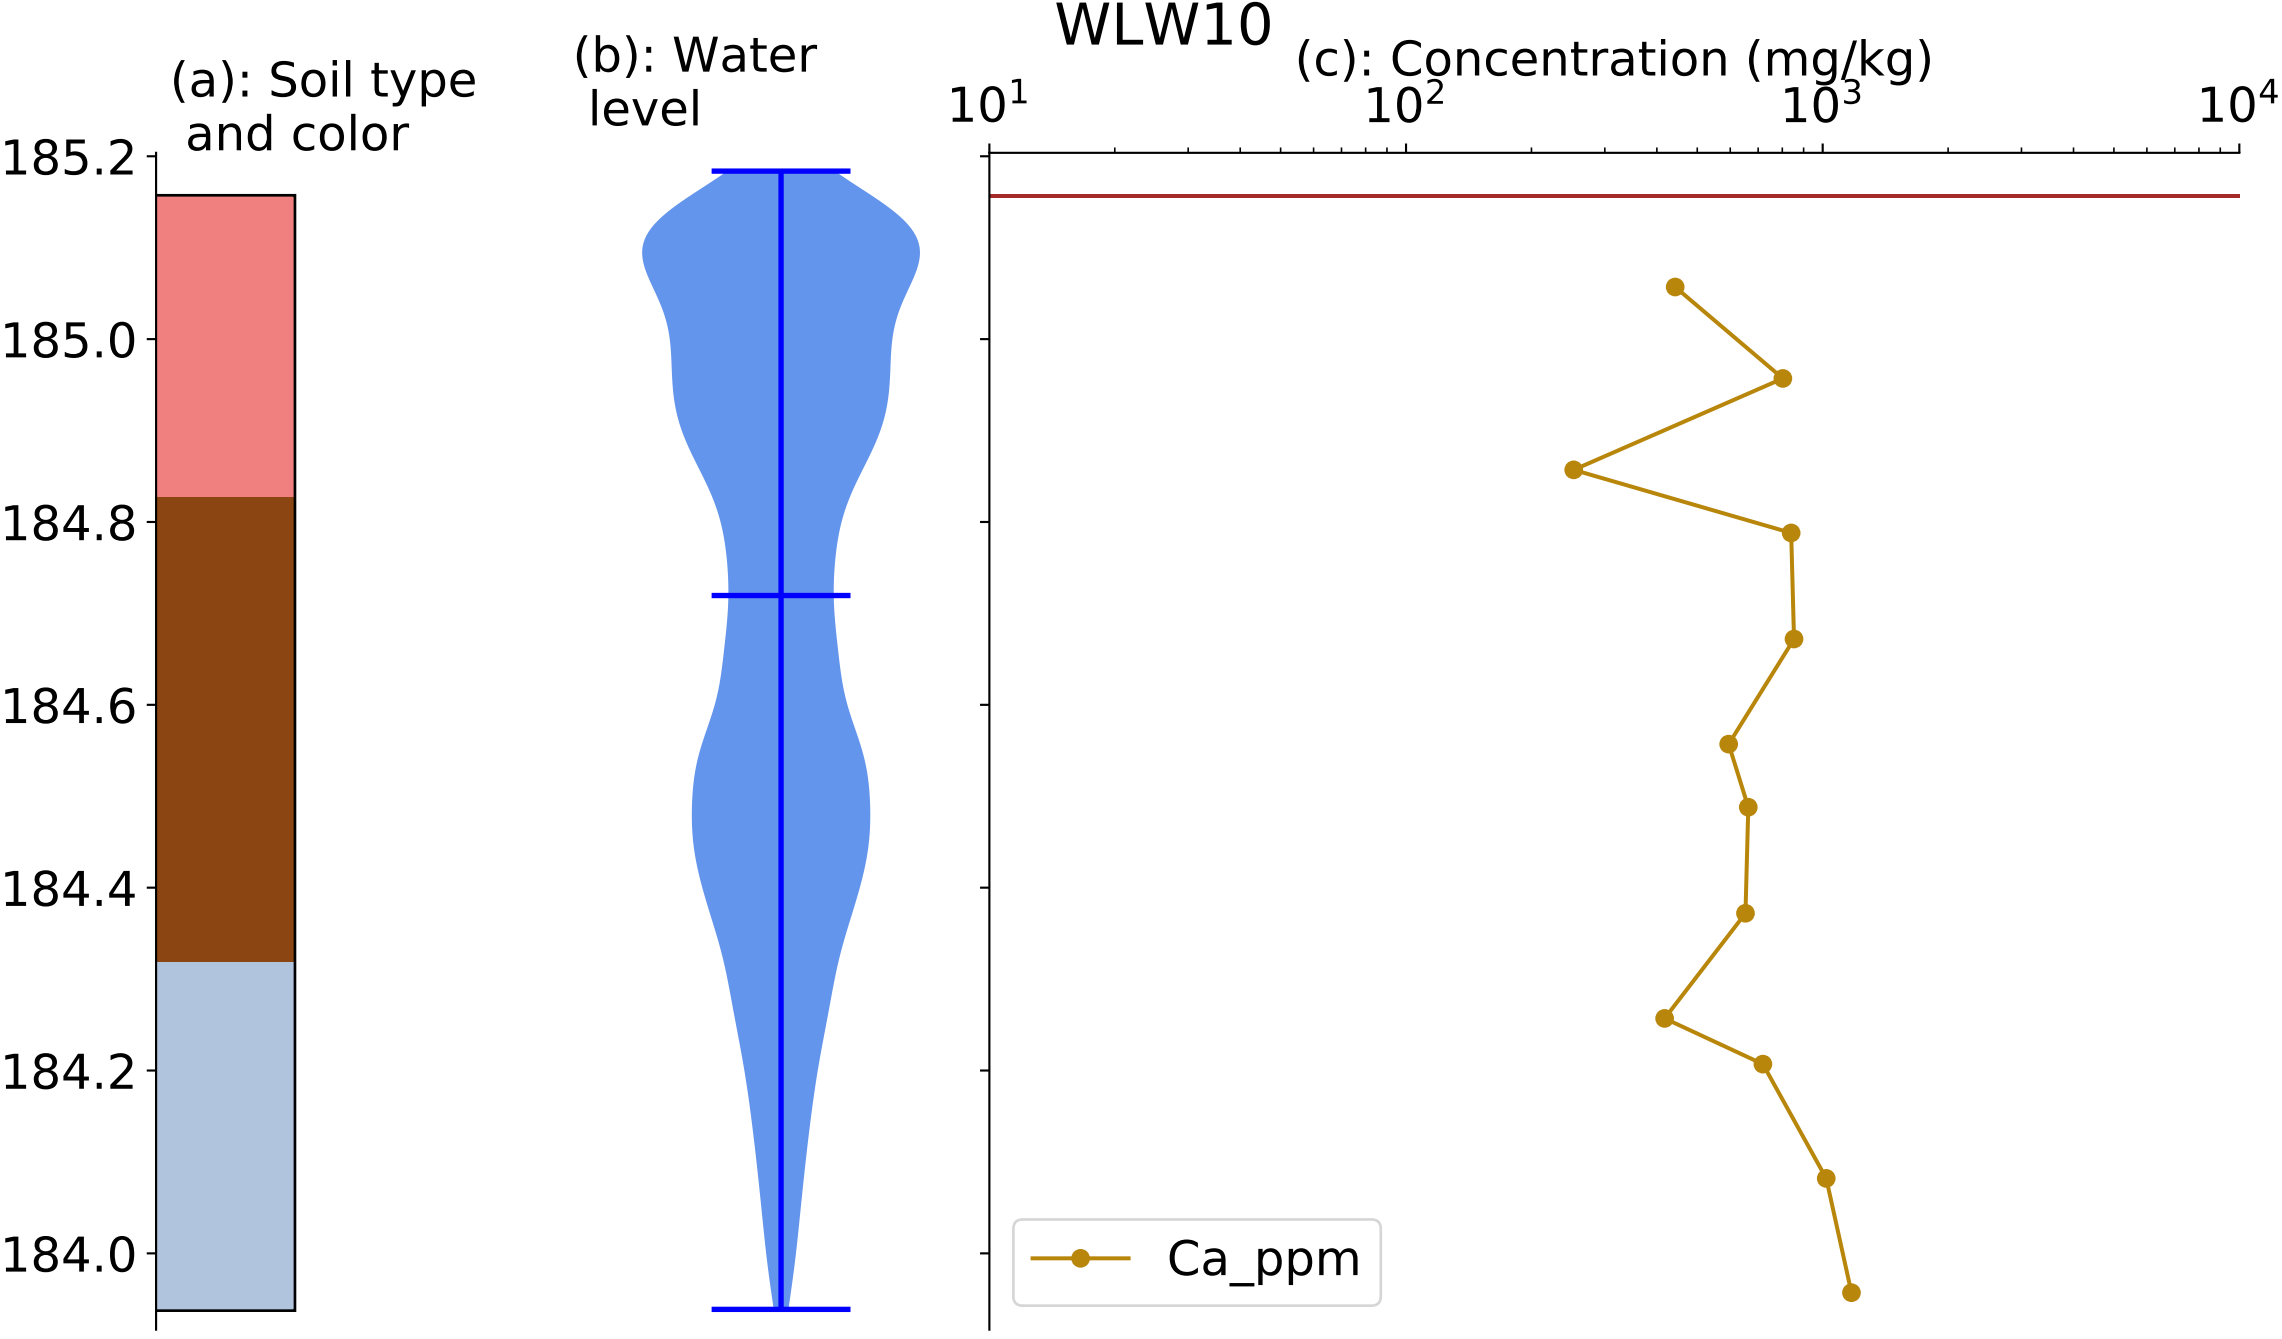 WLW10
(a): Soil type
and color
(b): Water
level
(c): Concentration (mg/kg)
10¹ 10² 10³ 10⁴
185.2
185.0
184.8
184.6
184.4
184.2
184.0
Ca_ppm